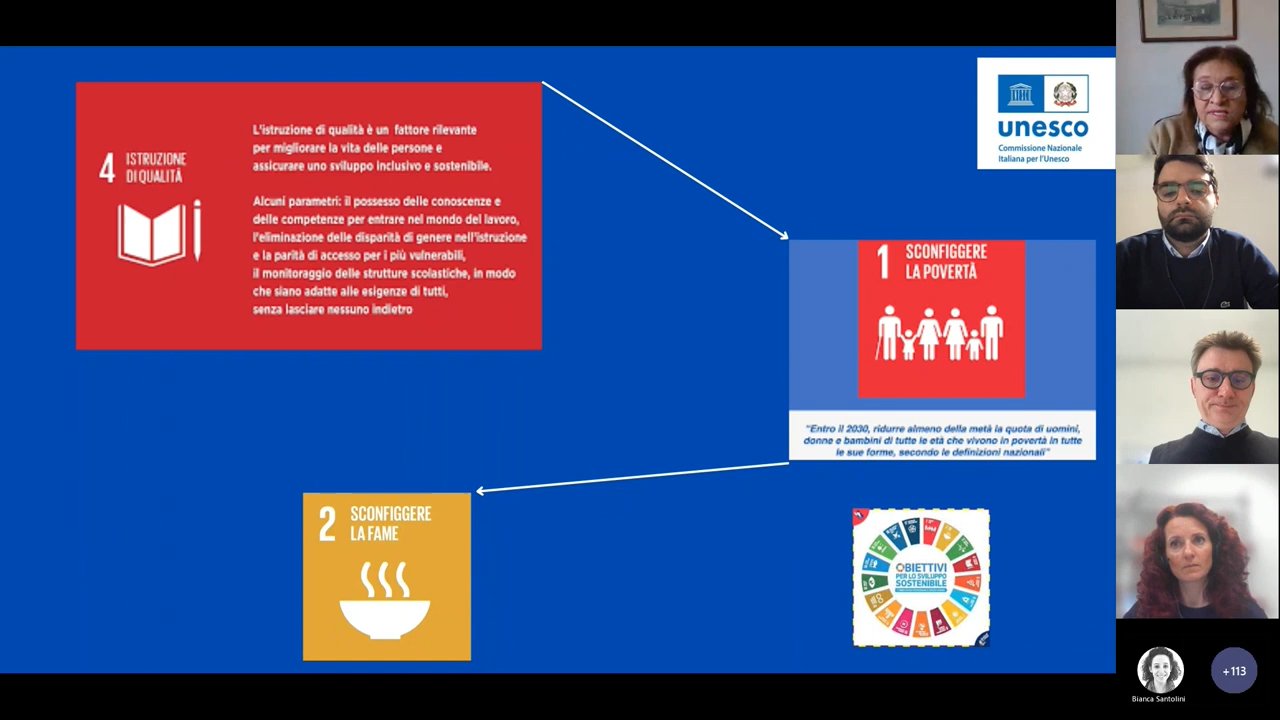 4 ISTRUZIONE
DI QUALITÀ
L'istruzione di qualità è un fattore rilevante
per migliorare la vita delle persone e
assicurare uno sviluppo inclusivo e sostenibile.
Alcuni parametri: il possesso delle conoscenze e
delle competenze per entrare nel mondo del lavoro,
l'eliminazione delle disparità di genere nell'istruzione
e la parità di accesso per i più vulnerabili,
il monitoraggio delle strutture scolastiche, in modo
che siano adatte alle esigenze di tutti,
senza lasciare nessuno indietro
unesco
Commissione Nazionale
Italiana per l'Unesco
1 SCONFIGGERE
LA POVERTÀ
"Entro il 2030, ridurre almeno della metà la quota di uomini,
donne e bambini di tutte le età che vivono in povertà in tutte
le sue forme, secondo le definizioni nazionali"
2 SCONFIGGERE
LA FAME
OBIETTIVI
PER LO SVILUPPO
SOSTENIBILE
Bianca Santolini
+113